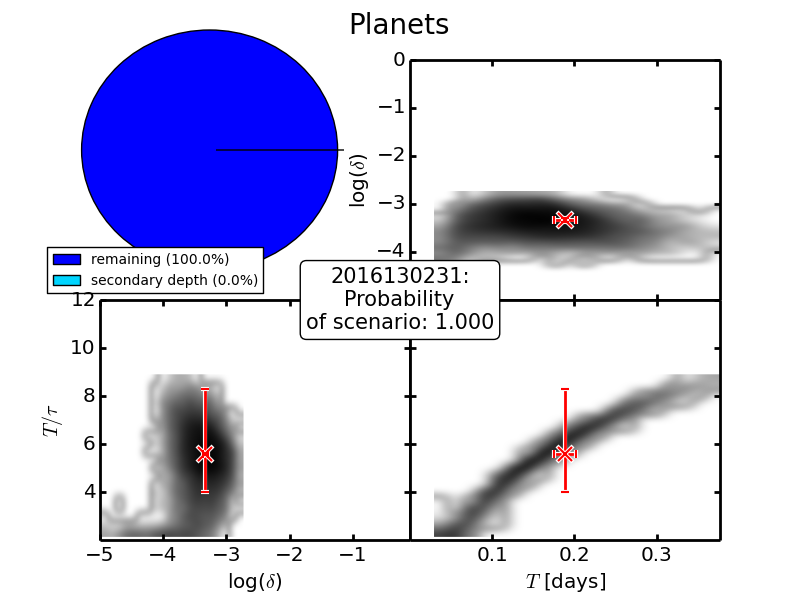 Planets
remaining (100.0%)
secondary depth (0.0%)
0
−1
−2
−3
−4
log(δ)
2016130231:
Probability
of scenario: 1.000
12
10
8
6
4
T/τ
−5 −4 −3 −2 −1
log(δ)
0.1 0.2 0.3
T [days]